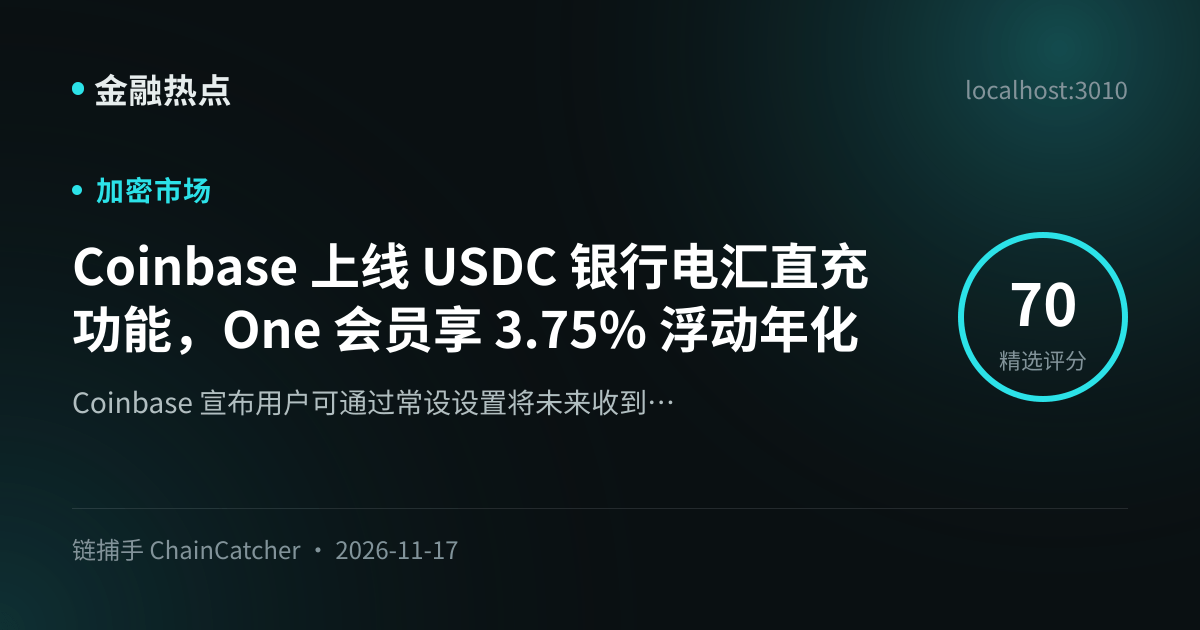 金融热点
localhost:3010
加密市场
Coinbase 上线 USDC 银行电汇直充
功能，One 会员享 3.75% 浮动年化
70
精选评分
Coinbase 宣布用户可通过常设设置将未来收到…
链捕手 ChainCatcher • 2026-11-17